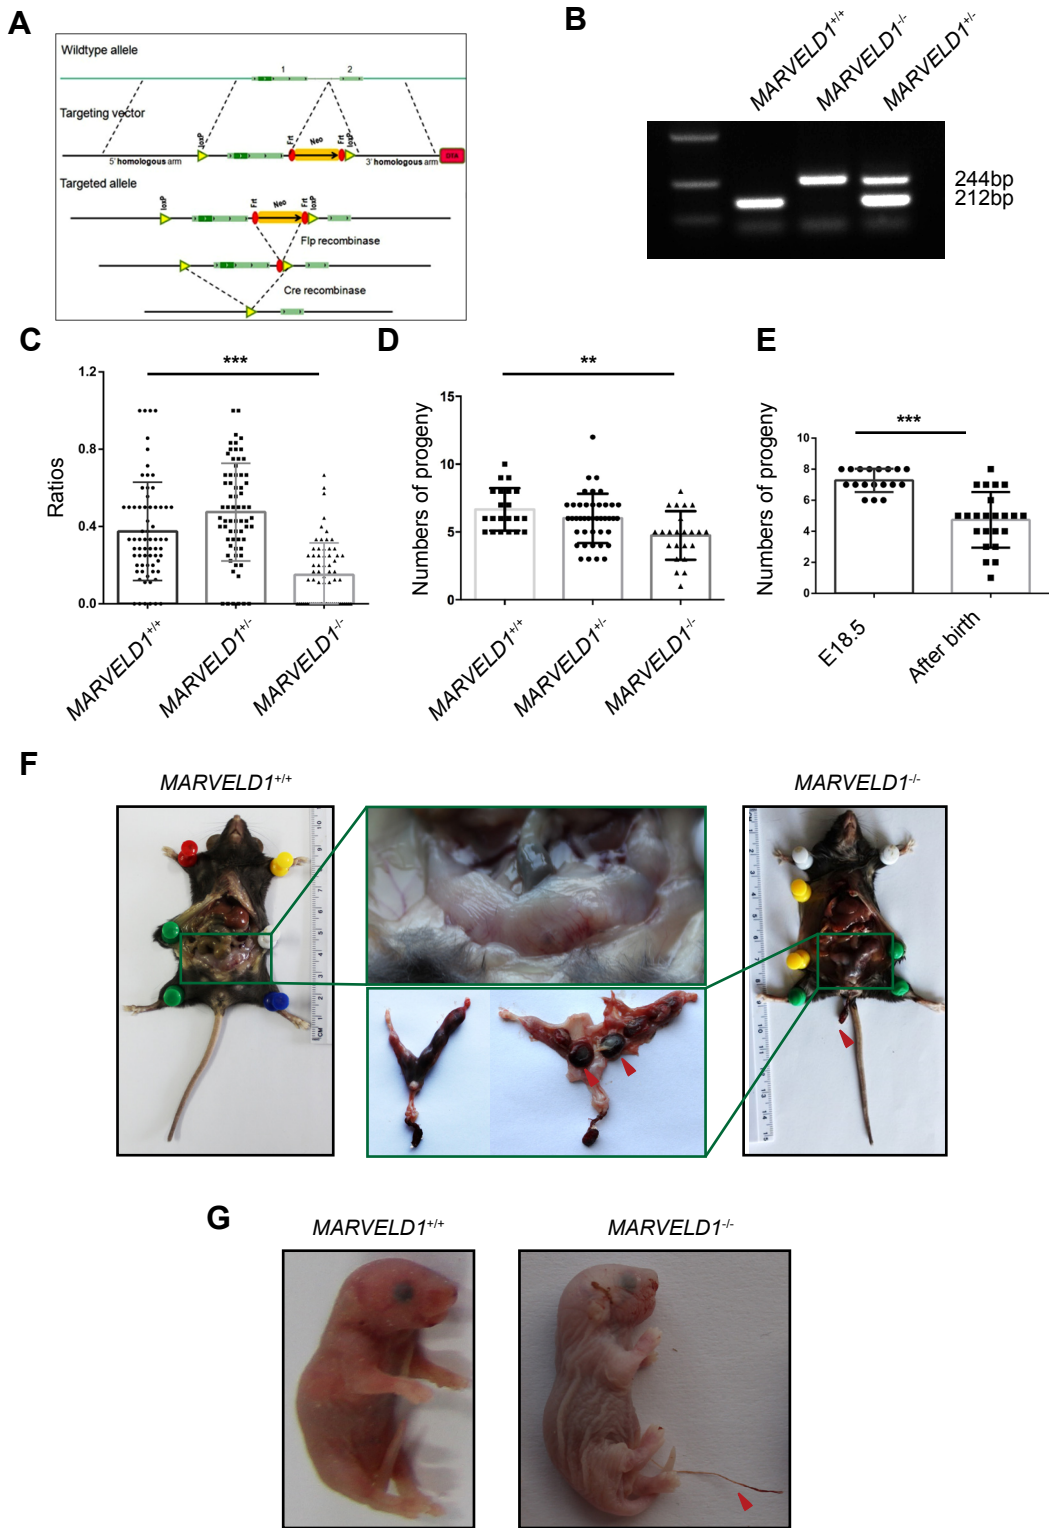 A
Wildtype allele
1
2
Targeting vector
loxP
Frt
Neo
Frt
loxP
5' homologous arm
3' homologous arm
DTA
Targeted allele
loxP
Frt
Neo
Frt
loxP
Flp recombinase
Cre recombinase
B
MARVELD1+/+
MARVELD1-/-
MARVELD1+/-
244bp
212bp
C
***
Ratios
1.2
0.8
0.4
0.0
MARVELD1+/+
MARVELD1+/-
MARVELD1-/-
D
**
Numbers of progeny
15
10
5
0
MARVELD1+/+
MARVELD1+/-
MARVELD1-/-
E
***
Numbers of progeny
10
8
6
4
2
0
E18.5
After birth
F
MARVELD1+/+
MARVELD1-/-
G
MARVELD1+/+
MARVELD1-/-